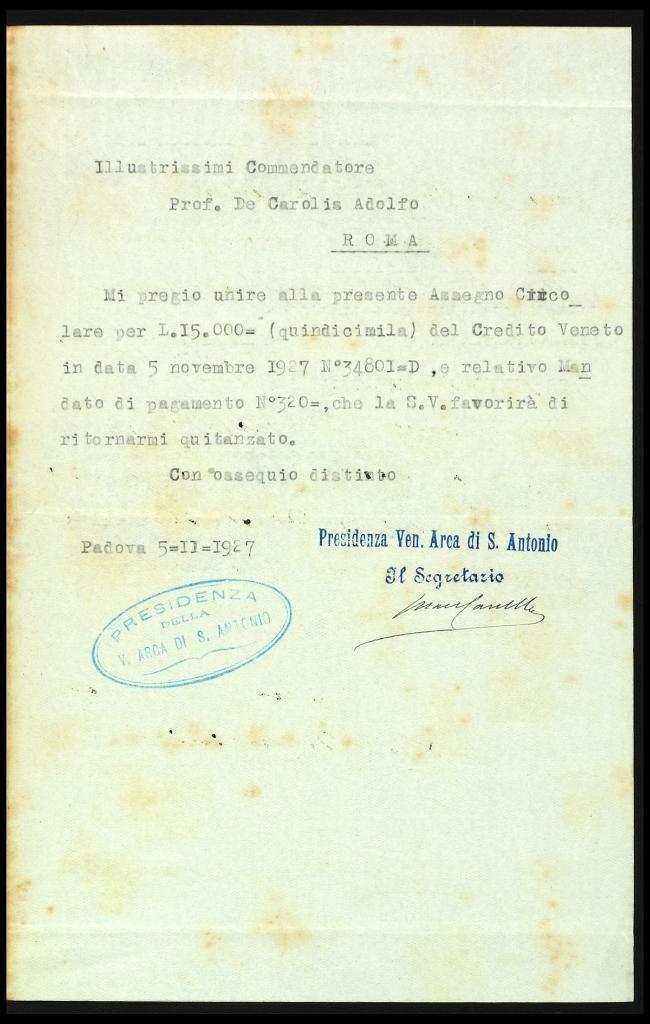 Illustrissimi Commendatore
Prof. De Carolis Adolfo
R O M A
Mi pregio unire alla presente Assegno Circo_
lare per L.15.000= (quindicimila) del Credito Veneto
in data 5 novembre 1927 N°34801=D ,e relativo Man
dato di pagamento N°320=,che la S.V.favorirà di
ritornarmi quitanzato.
Con ossequio distinto
Padova 5=II=1927
Presidenza Ven. Arca di S. Antonio
Il Segretario
PRESIDENZA
DELLA
V. ARCA DI S. ANTONIO